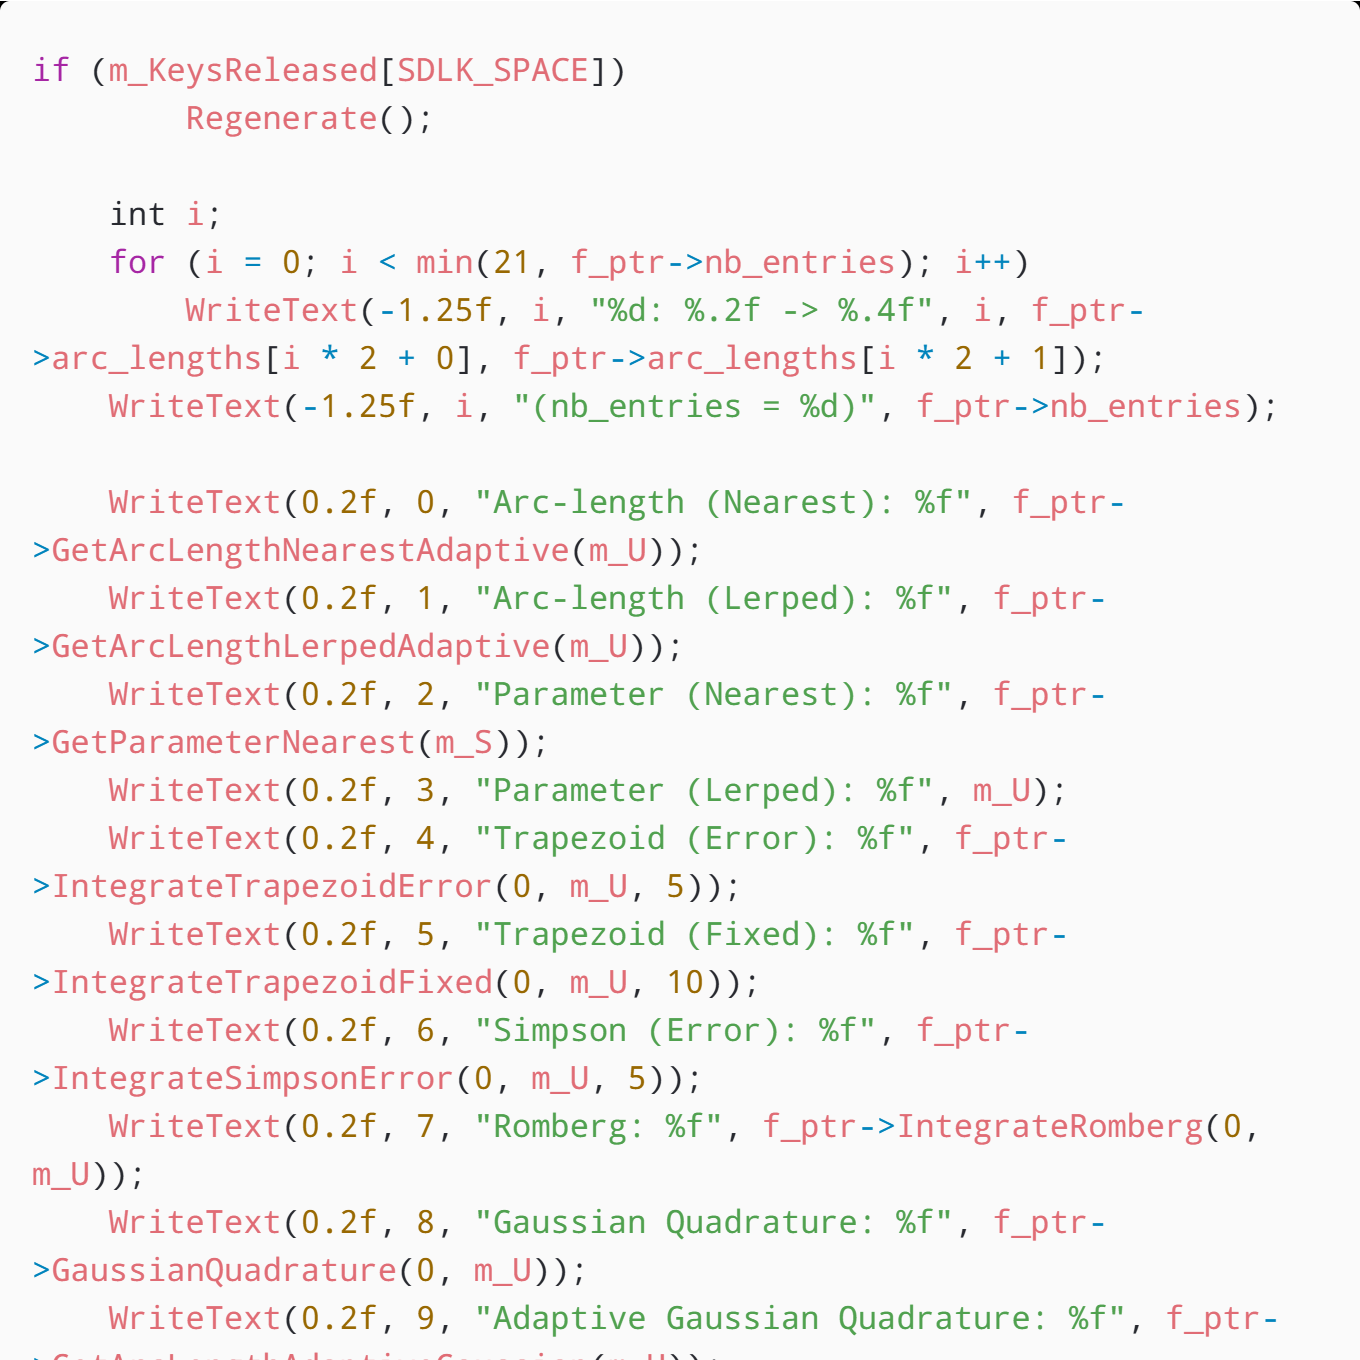 if (m_KeysReleased[SDLK_SPACE])
        Regenerate();

    int i;
    for (i = 0; i < min(21, f_ptr->nb_entries); i++)
        WriteText(-1.25f, i, "%d: %.2f -> %.4f", i, f_ptr-
>arc_lengths[i * 2 + 0], f_ptr->arc_lengths[i * 2 + 1]);
    WriteText(-1.25f, i, "(nb_entries = %d)", f_ptr->nb_entries);

    WriteText(0.2f, 0, "Arc-length (Nearest): %f", f_ptr-
>GetArcLengthNearestAdaptive(m_U));
    WriteText(0.2f, 1, "Arc-length (Lerped): %f", f_ptr-
>GetArcLengthLerpedAdaptive(m_U));
    WriteText(0.2f, 2, "Parameter (Nearest): %f", f_ptr-
>GetParameterNearest(m_S));
    WriteText(0.2f, 3, "Parameter (Lerped): %f", m_U);
    WriteText(0.2f, 4, "Trapezoid (Error): %f", f_ptr-
>IntegrateTrapezoidError(0, m_U, 5));
    WriteText(0.2f, 5, "Trapezoid (Fixed): %f", f_ptr-
>IntegrateTrapezoidFixed(0, m_U, 10));
    WriteText(0.2f, 6, "Simpson (Error): %f", f_ptr-
>IntegrateSimpsonError(0, m_U, 5));
    WriteText(0.2f, 7, "Romberg: %f", f_ptr->IntegrateRomberg(0,
m_U));
    WriteText(0.2f, 8, "Gaussian Quadrature: %f", f_ptr-
>GaussianQuadrature(0, m_U));
    WriteText(0.2f, 9, "Adaptive Gaussian Quadrature: %f", f_ptr-
>GetArcLengthAdaptiveGaussian(m_U));